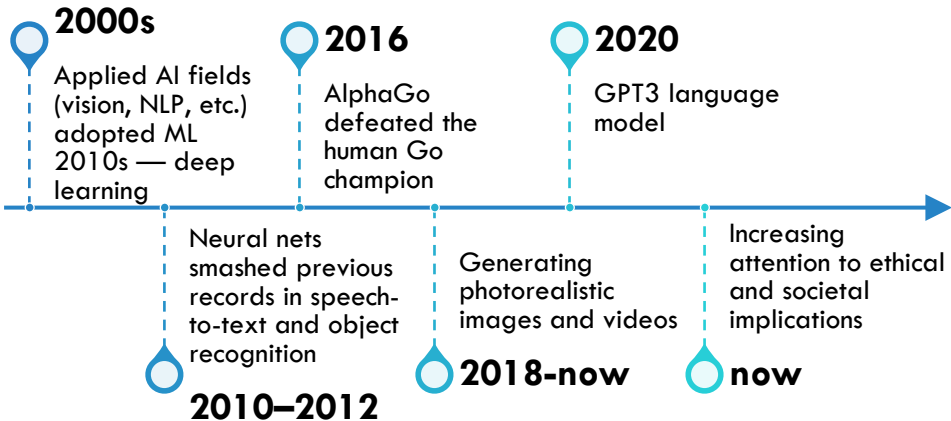 2000s
Applied AI fields
(vision, NLP, etc.)
adopted ML
2010s — deep
learning
2010–2012
Neural nets
smashed previous
records in speech-
to-text and object
recognition
2016
AlphaGo
defeated the
human Go
champion
2018-now
Generating
photorealistic
images and videos
2020
GPT3 language
model
now
Increasing
attention to ethical
and societal
implications